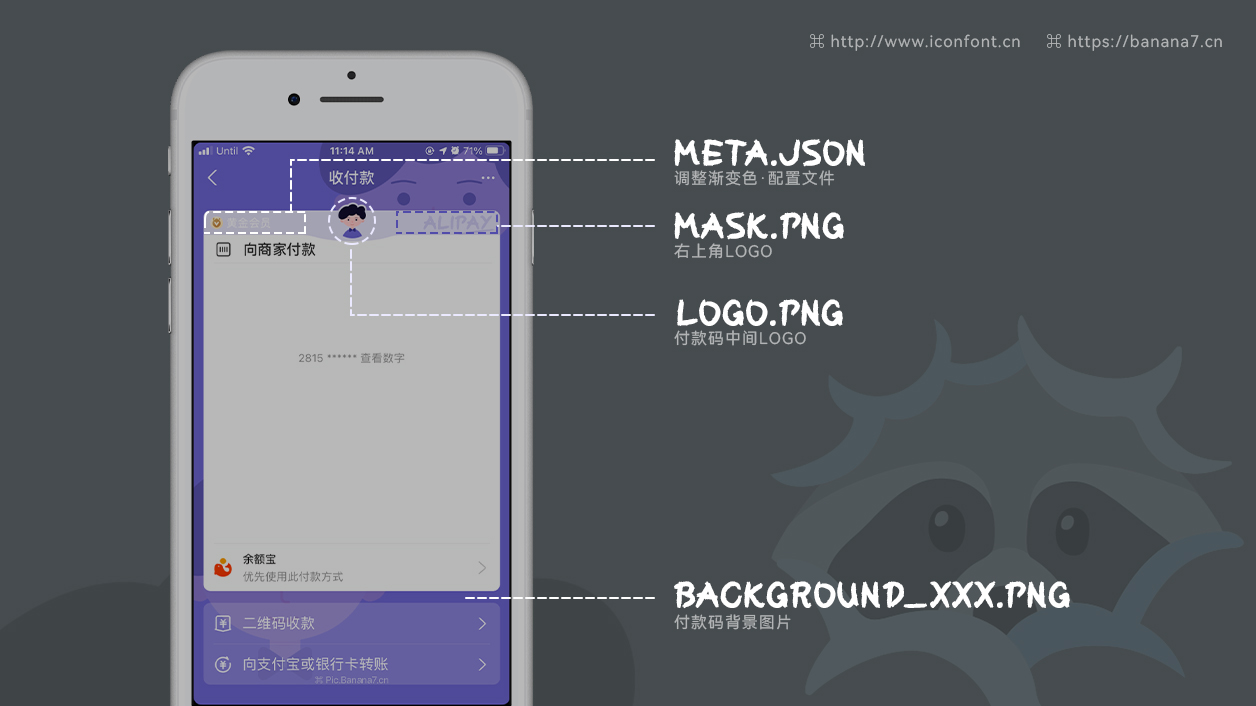 ⌘ http://www.iconfont.cn ⌘ https://banana7.cn
Until 11:14 AM 71%
收付款
黄金会员
ALIPAY
向商家付款
2815 ****** 查看数字
余额宝
优先使用此付款方式
二维码收款
向支付宝或银行卡转账
⌘ Pic.Banana7.cn
META.JSON
调整渐变色·配置文件
MASK.PNG
右上角LOGO
LOGO.PNG
付款码中间LOGO
BACKGROUND_XXX.PNG
付款码背景图片